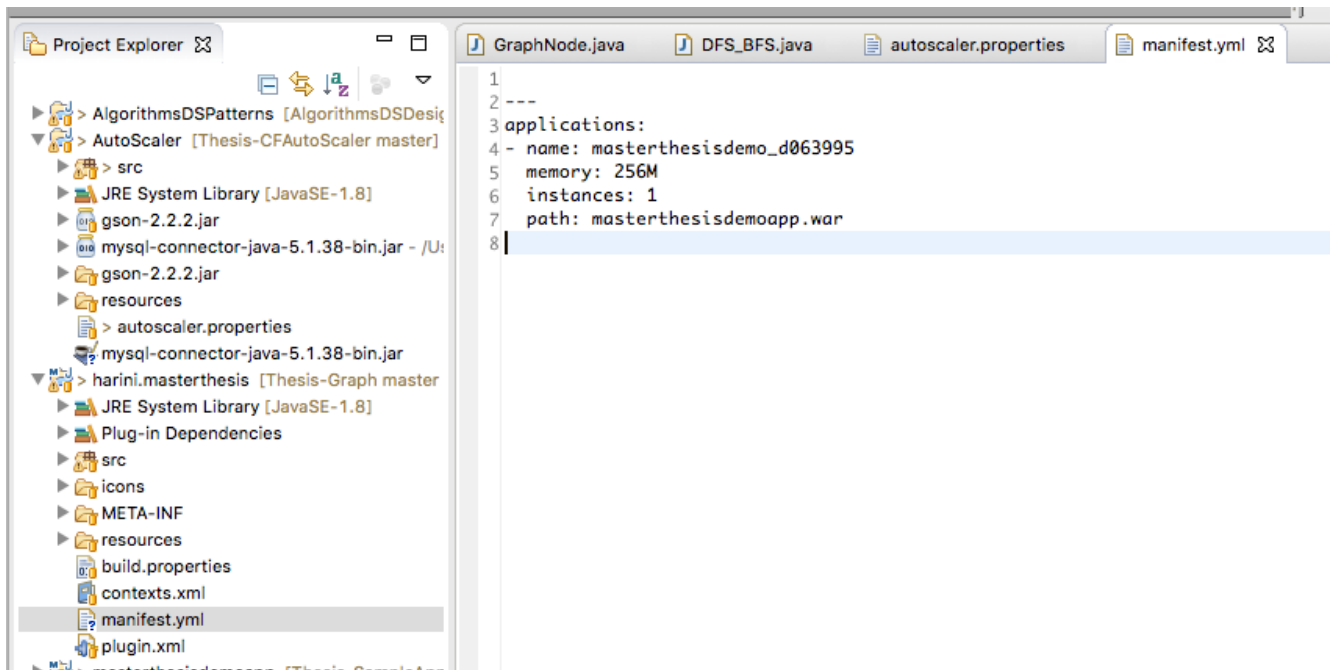 Project Explorer
AlgorithmsDSPatterns [AlgorithmsDSDesig
> AutoScaler [Thesis-CFAutoScaler master]
> src
JRE System Library [JavaSE-1.8]
gson-2.2.2.jar
mysql-connector-java-5.1.38-bin.jar - /Us
gson-2.2.2.jar
resources
> autoscaler.properties
mysql-connector-java-5.1.38-bin.jar
> harini.masterthesis [Thesis-Graph master
JRE System Library [JavaSE-1.8]
Plug-in Dependencies
src
icons
META-INF
resources
build.properties
contexts.xml
manifest.yml
plugin.xml
GraphNode.java DFS_BFS.java autoscaler.properties manifest.yml
1
2 ---
3 applications:
4 - name: masterthesisdemo_d063995
5 memory: 256M
6 instances: 1
7 path: masterthesisdemoapp.war
8